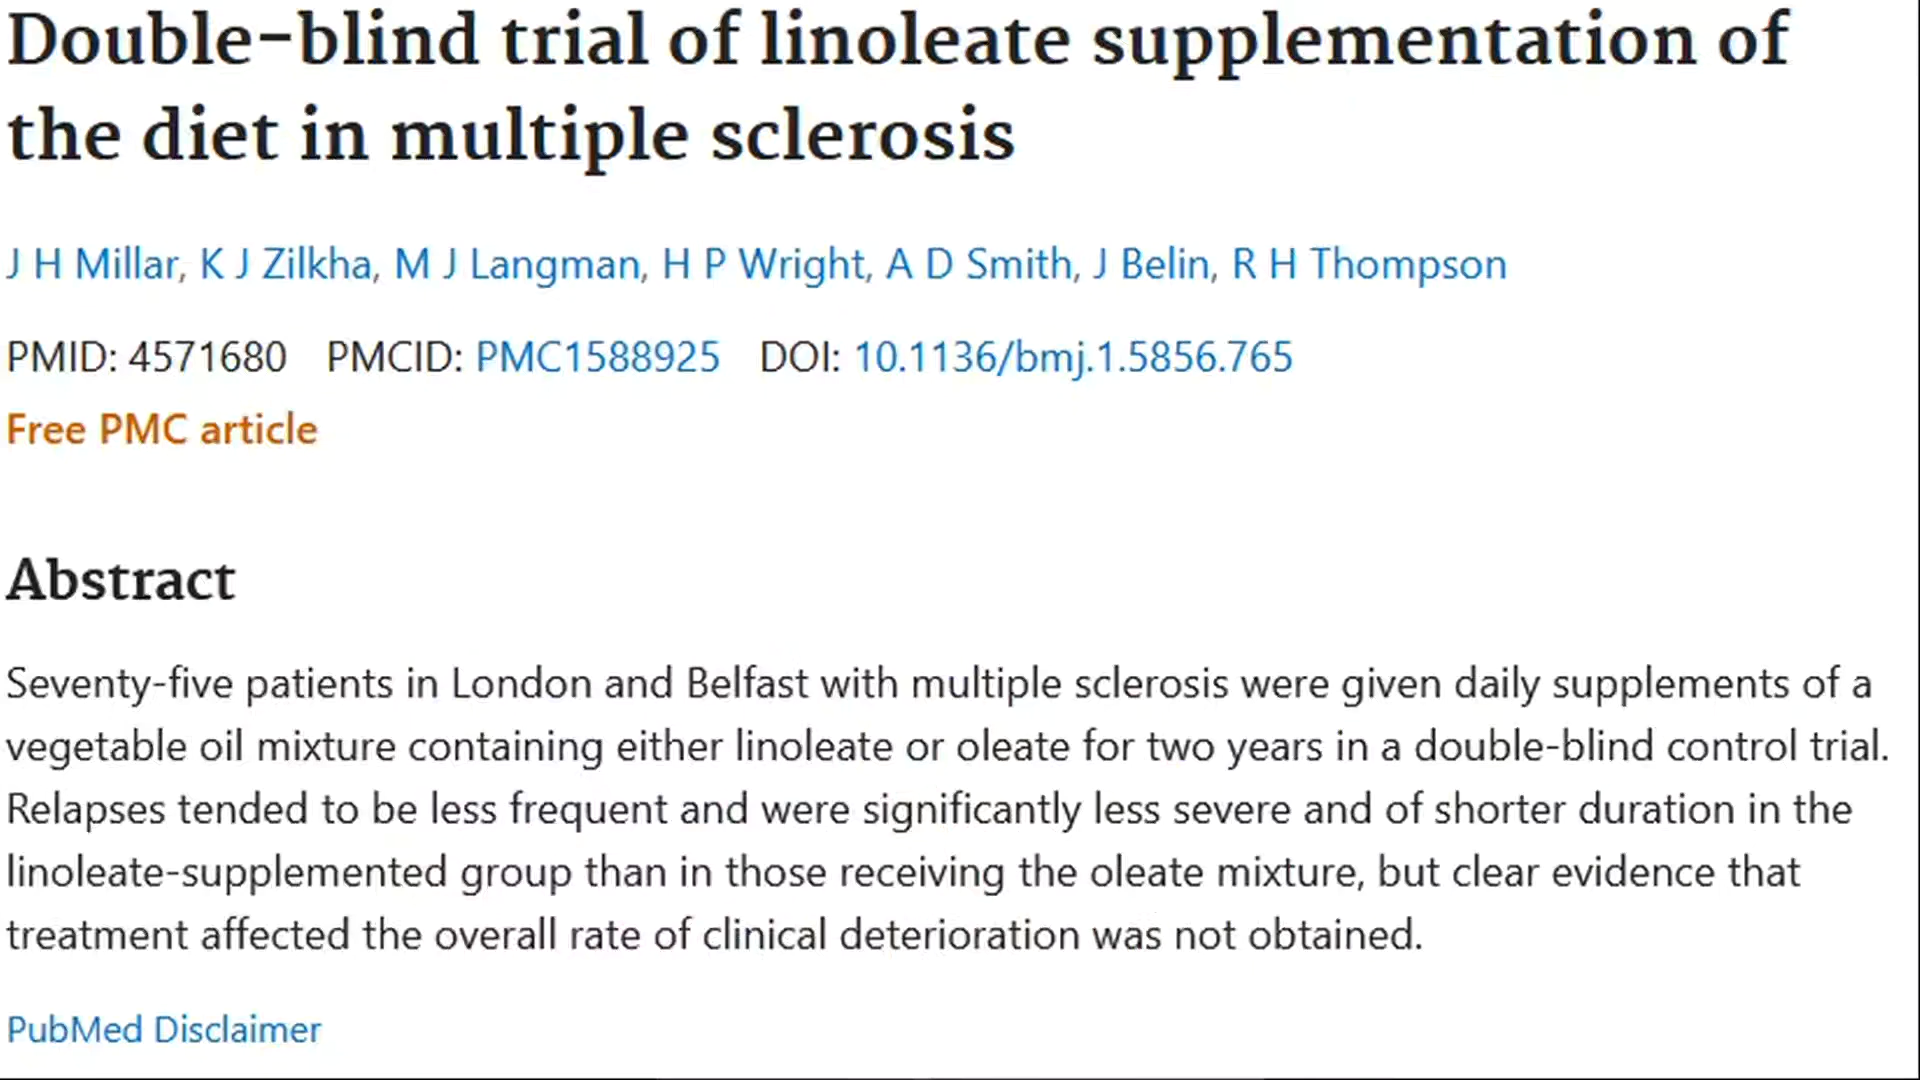 Double-blind trial of linoleate supplementation of
the diet in multiple sclerosis
J H Millar, K J Zilkha, M J Langman, H P Wright, A D Smith, J Belin, R H Thompson
PMID: 4571680 PMCID: PMC1588925 DOI: 10.1136/bmj.1.5856.765
Free PMC article
Abstract
Seventy-five patients in London and Belfast with multiple sclerosis were given daily supplements of a
vegetable oil mixture containing either linoleate or oleate for two years in a double-blind control trial.
Relapses tended to be less frequent and were significantly less severe and of shorter duration in the
linoleate-supplemented group than in those receiving the oleate mixture, but clear evidence that
treatment affected the overall rate of clinical deterioration was not obtained.
PubMed Disclaimer